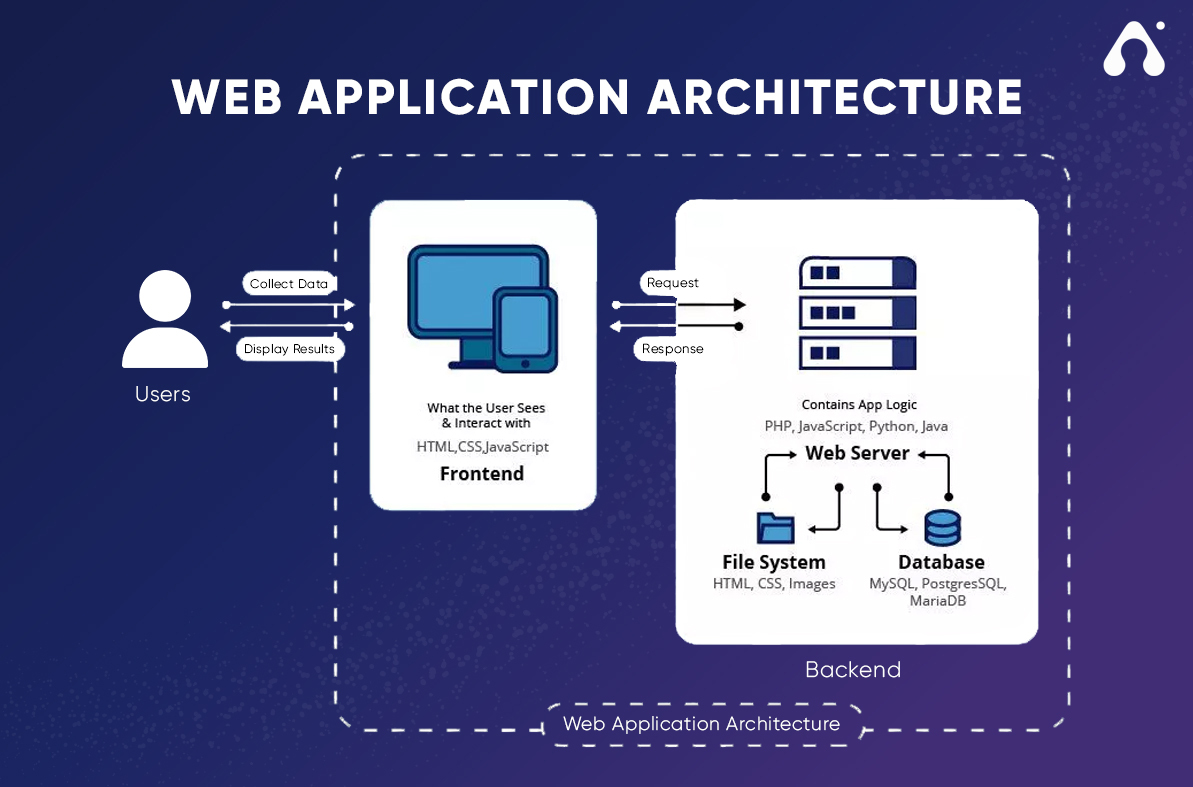 WEB APPLICATION ARCHITECTURE
Collect Data
Display Results
Users
What the User Sees
& Interact with
HTML,CSS,JavaScript
Frontend
Request
Response
Contains App Logic
PHP, JavaScript, Python, Java
Web Server
File System
HTML, CSS, Images
Database
MySQL, PostgresSQL,
MariaDB
Backend
Web Application Architecture